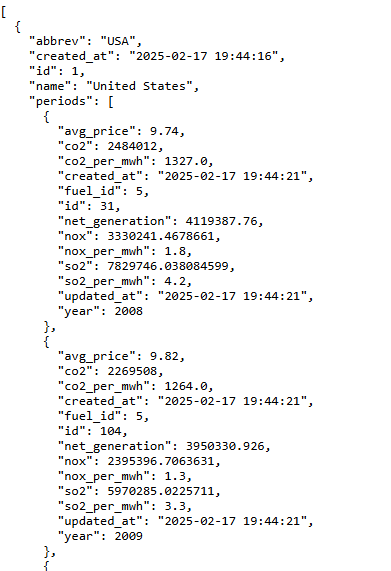 [
  {
    "abbrev": "USA",
    "created_at": "2025-02-17 19:44:16",
    "id": 1,
    "name": "United States",
    "periods": [
      {
        "avg_price": 9.74,
        "co2": 2484012,
        "co2_per_mwh": 1327.0,
        "created_at": "2025-02-17 19:44:21",
        "fuel_id": 5,
        "id": 31,
        "net_generation": 4119387.76,
        "nox": 3330241.4678661,
        "nox_per_mwh": 1.8,
        "so2": 7829746.038084599,
        "so2_per_mwh": 4.2,
        "updated_at": "2025-02-17 19:44:21",
        "year": 2008
      },
      {
        "avg_price": 9.82,
        "co2": 2269508,
        "co2_per_mwh": 1264.0,
        "created_at": "2025-02-17 19:44:21",
        "fuel_id": 5,
        "id": 104,
        "net_generation": 3950330.926,
        "nox": 2395396.7063631,
        "nox_per_mwh": 1.3,
        "so2": 5970285.0225711,
        "so2_per_mwh": 3.3,
        "updated_at": "2025-02-17 19:44:21",
        "year": 2009
      },
      {